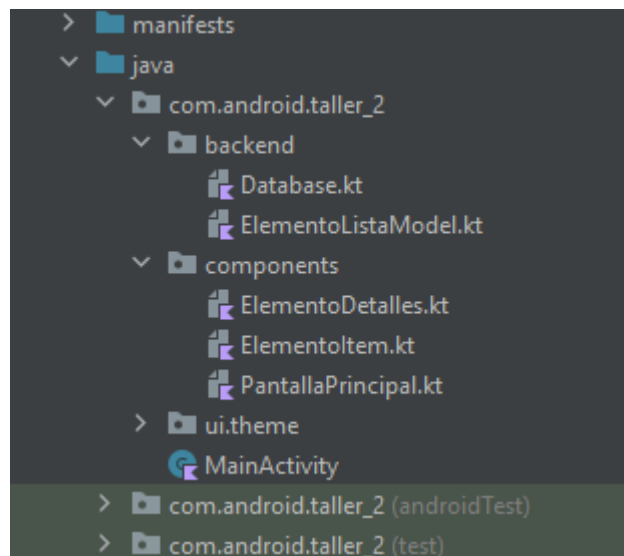 manifests
java
com.android.taller_2
backend
Database.kt
ElementoListaModel.kt
components
ElementoDetalles.kt
ElementoItem.kt
PantallaPrincipal.kt
ui.theme
MainActivity
com.android.taller_2 (androidTest)
com.android.taller_2 (test)